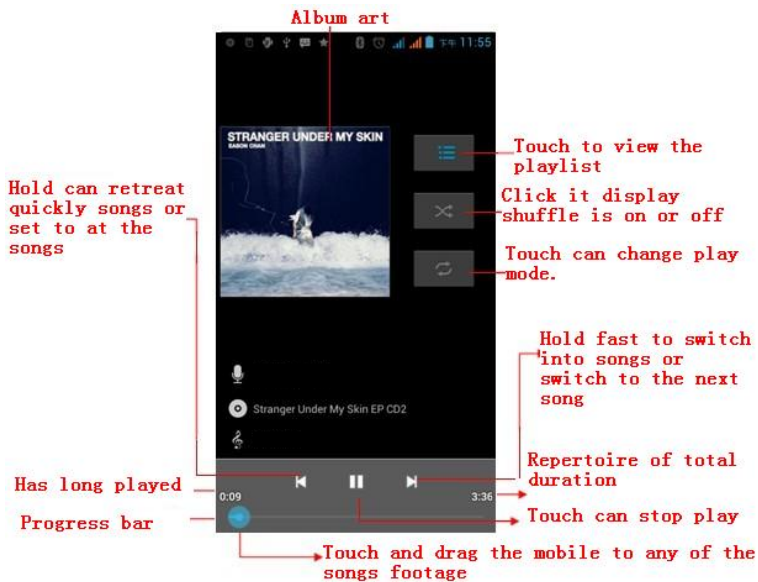 Album art
下午 11:55
STRANGER UNDER MY SKIN
EASON CHAN
Touch to view the
playlist
Click it display
shuffle is on or off
Touch can change play
mode.
Hold can retreat
quickly songs or
set to at the
songs
Hold fast to switch
into songs or
switch to the next
song
Stranger Under My Skin EP CD2
Repertoire of total
duration
Has long played
0:09
3:36
Progress bar
Touch can stop play
Touch and drag the mobile to any of the
songs footage